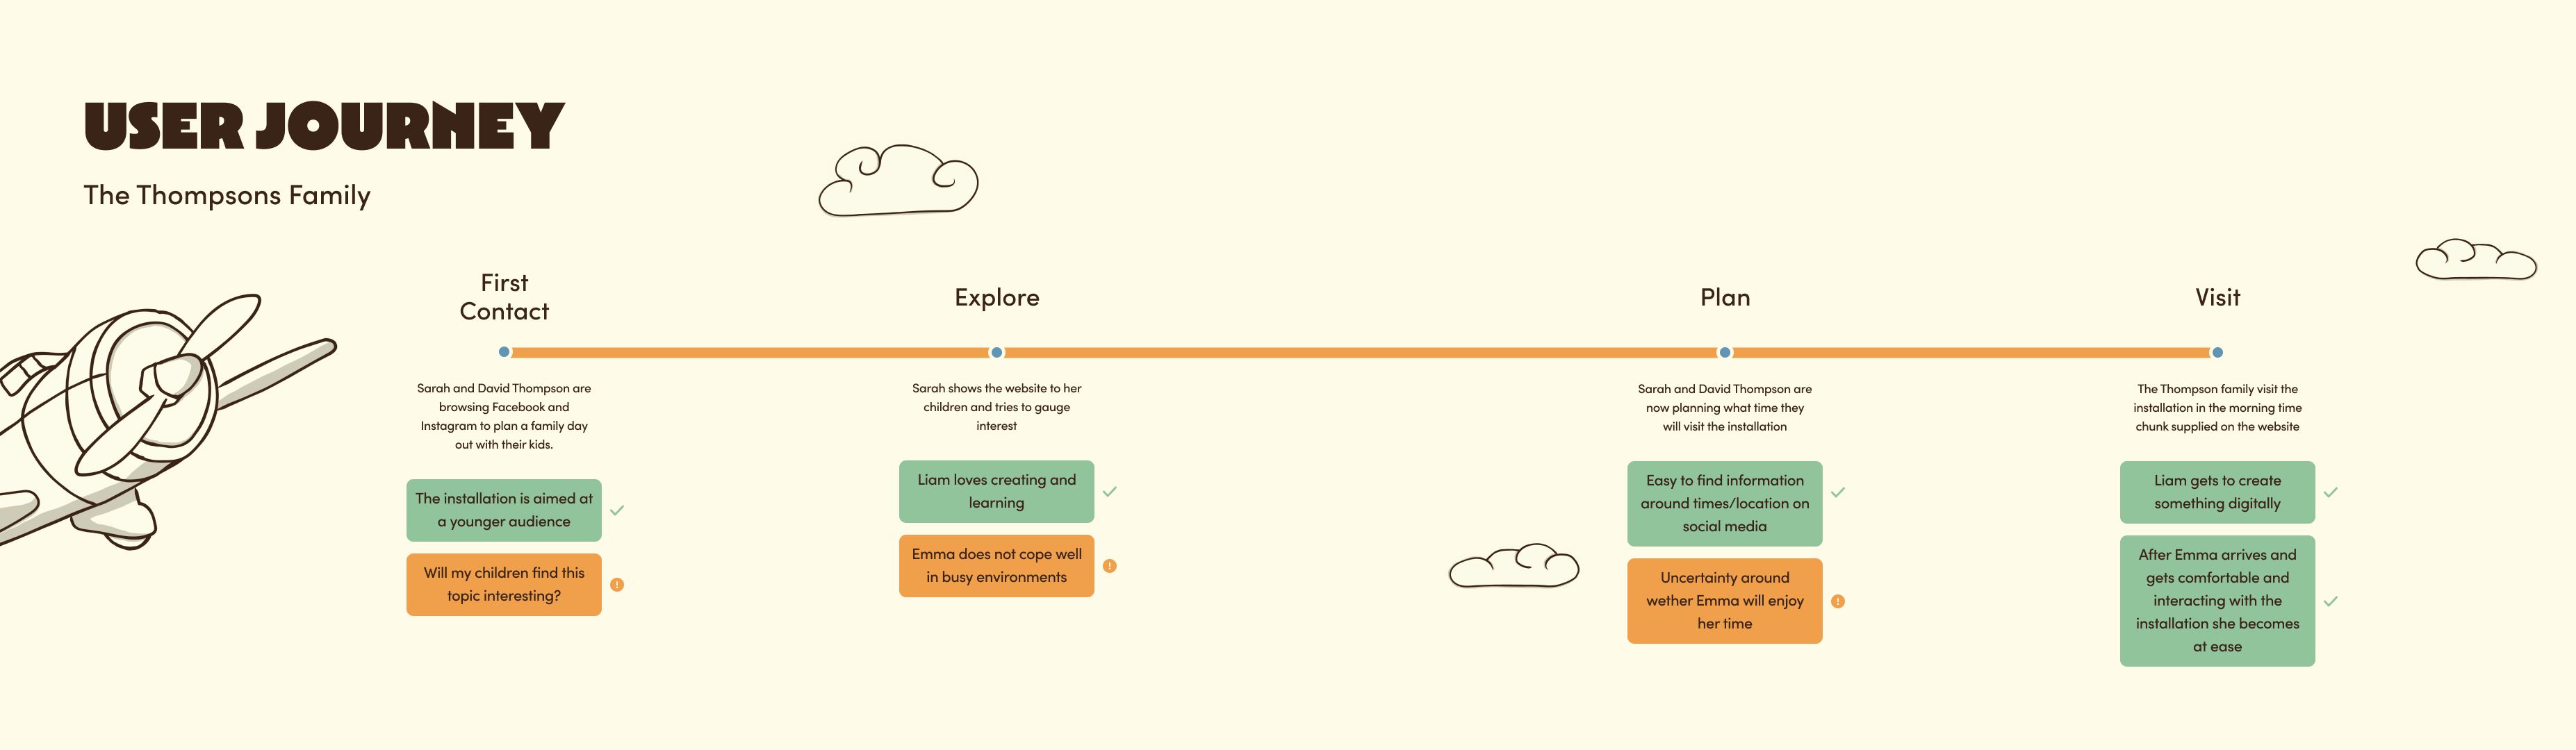 USER JOURNEY
The Thompsons Family
First
Contact
Sarah and David Thompson are
browsing Facebook and
Instagram to plan a family day
out with their kids.
The installation is aimed at
a younger audience
Will my children find this
topic interesting?
Explore
Sarah shows the website to her
children and tries to gauge
interest
Liam loves creating and
learning
Emma does not cope well
in busy environments
Plan
Sarah and David Thompson are
now planning what time they
will visit the installation
Easy to find information
around times/location on
social media
Uncertainty around
wether Emma will enjoy
her time
Visit
The Thompson family visit the
installation in the morning time
chunk supplied on the website
Liam gets to create
something digitally
After Emma arrives and
gets comfortable and
interacting with the
installation she becomes
at ease